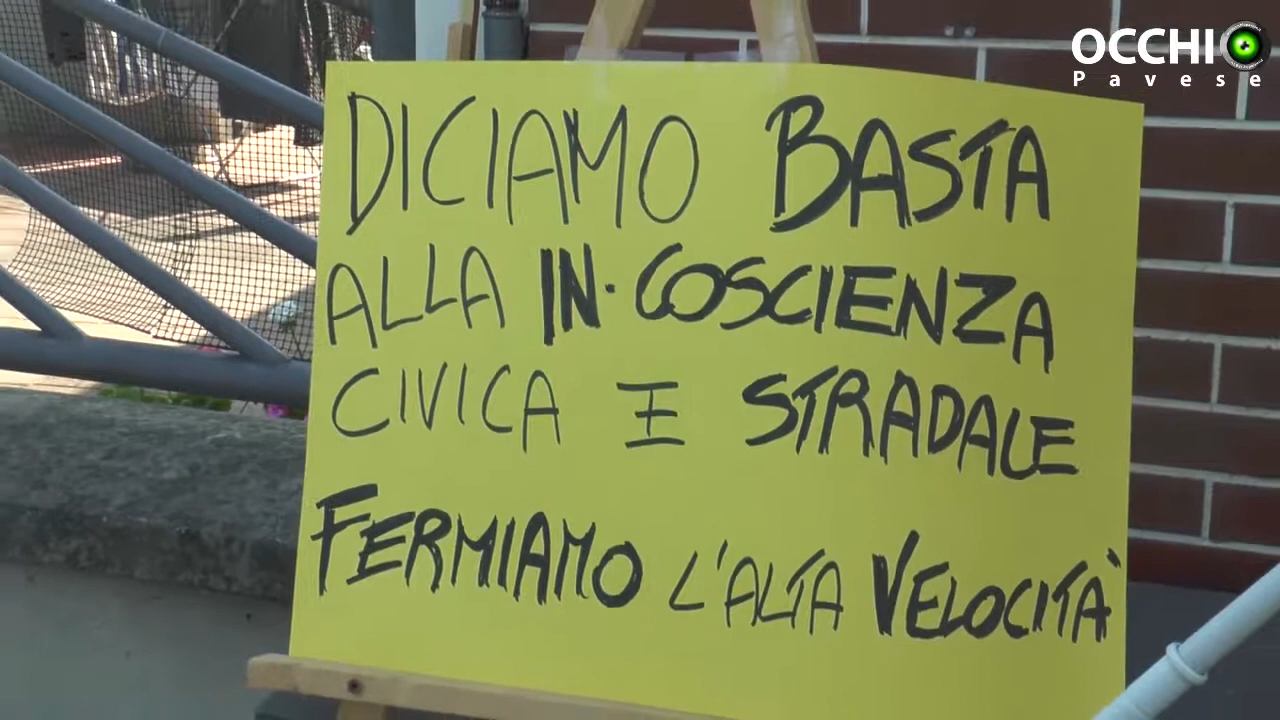 OCCHIO
Pavese
DICIAMO BASTA
ALLA IN·COSCIENZA
CIVICA E STRADALE
FERMIAMO L'ALTA VELOCITÀ